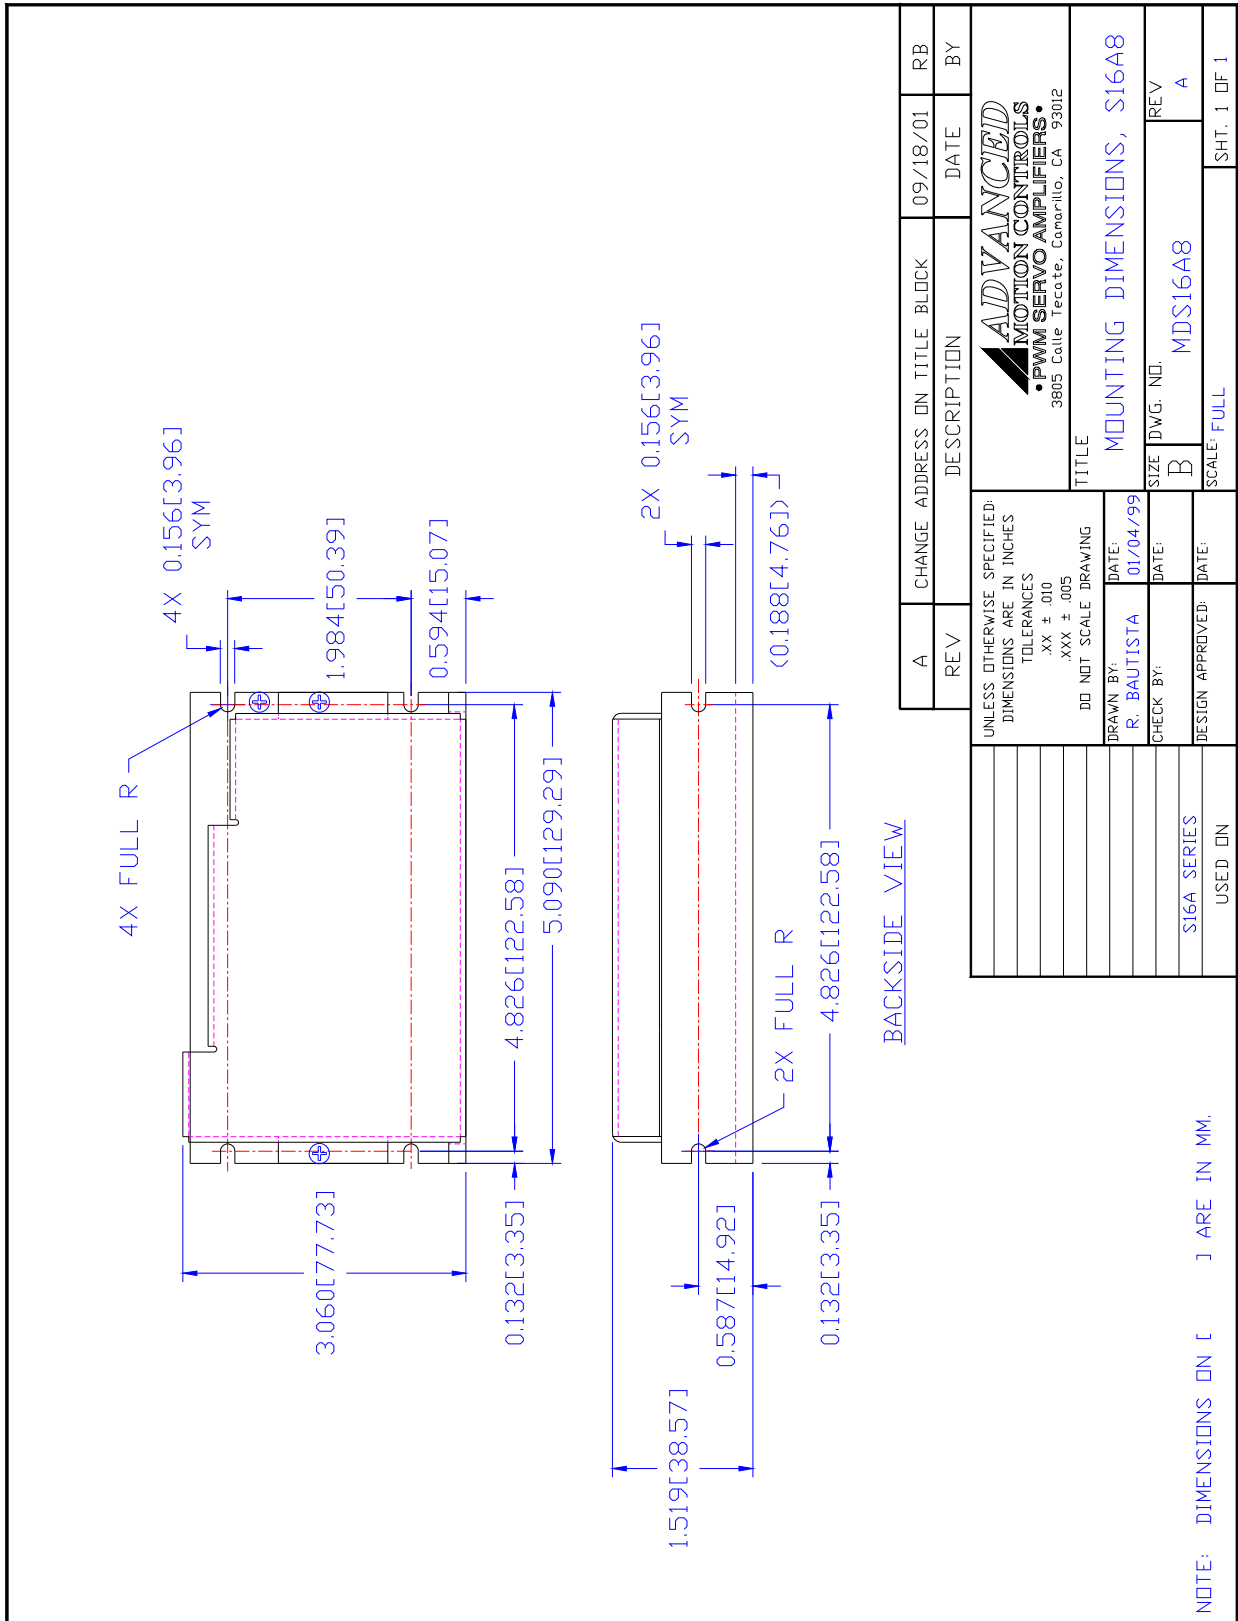 4X FULL R
4X 0.156[3.96]
SYM
1.984[50.39]
0.594[15.07]
3.060[77.73]
0.132[3.35]
4.826[122.58]
5.090[129.29]
2X 0.156[3.96]
SYM
(0.188[4.76])
1.519[38.57]
0.587[14.92]
2X FULL R
0.132[3.35]
4.826[122.58]
BACKSIDE VIEW
NOTE: DIMENSIONS ON [ ] ARE IN MM.
A CHANGE ADDRESS ON TITLE BLOCK 09/18/01 RB
REV DESCRIPTION DATE BY
UNLESS OTHERWISE SPECIFIED:
DIMENSIONS ARE IN INCHES
TOLERANCES
.XX ± .010
.XXX ± .005
DO NOT SCALE DRAWING
DRAWN BY: DATE:
R. BAUTISTA 01/04/99
CHECK BY: DATE:
DESIGN APPROVED: DATE:
S16A SERIES
USED ON
ADVANCED
MOTION CONTROLS
• PWM SERVO AMPLIFIERS •
3805 Calle Tecate, Camarillo, CA 93012
TITLE
MOUNTING DIMENSIONS, S16A8
SIZE DWG. NO. REV
B MDS16A8 A
SCALE: FULL SHT. 1 OF 1